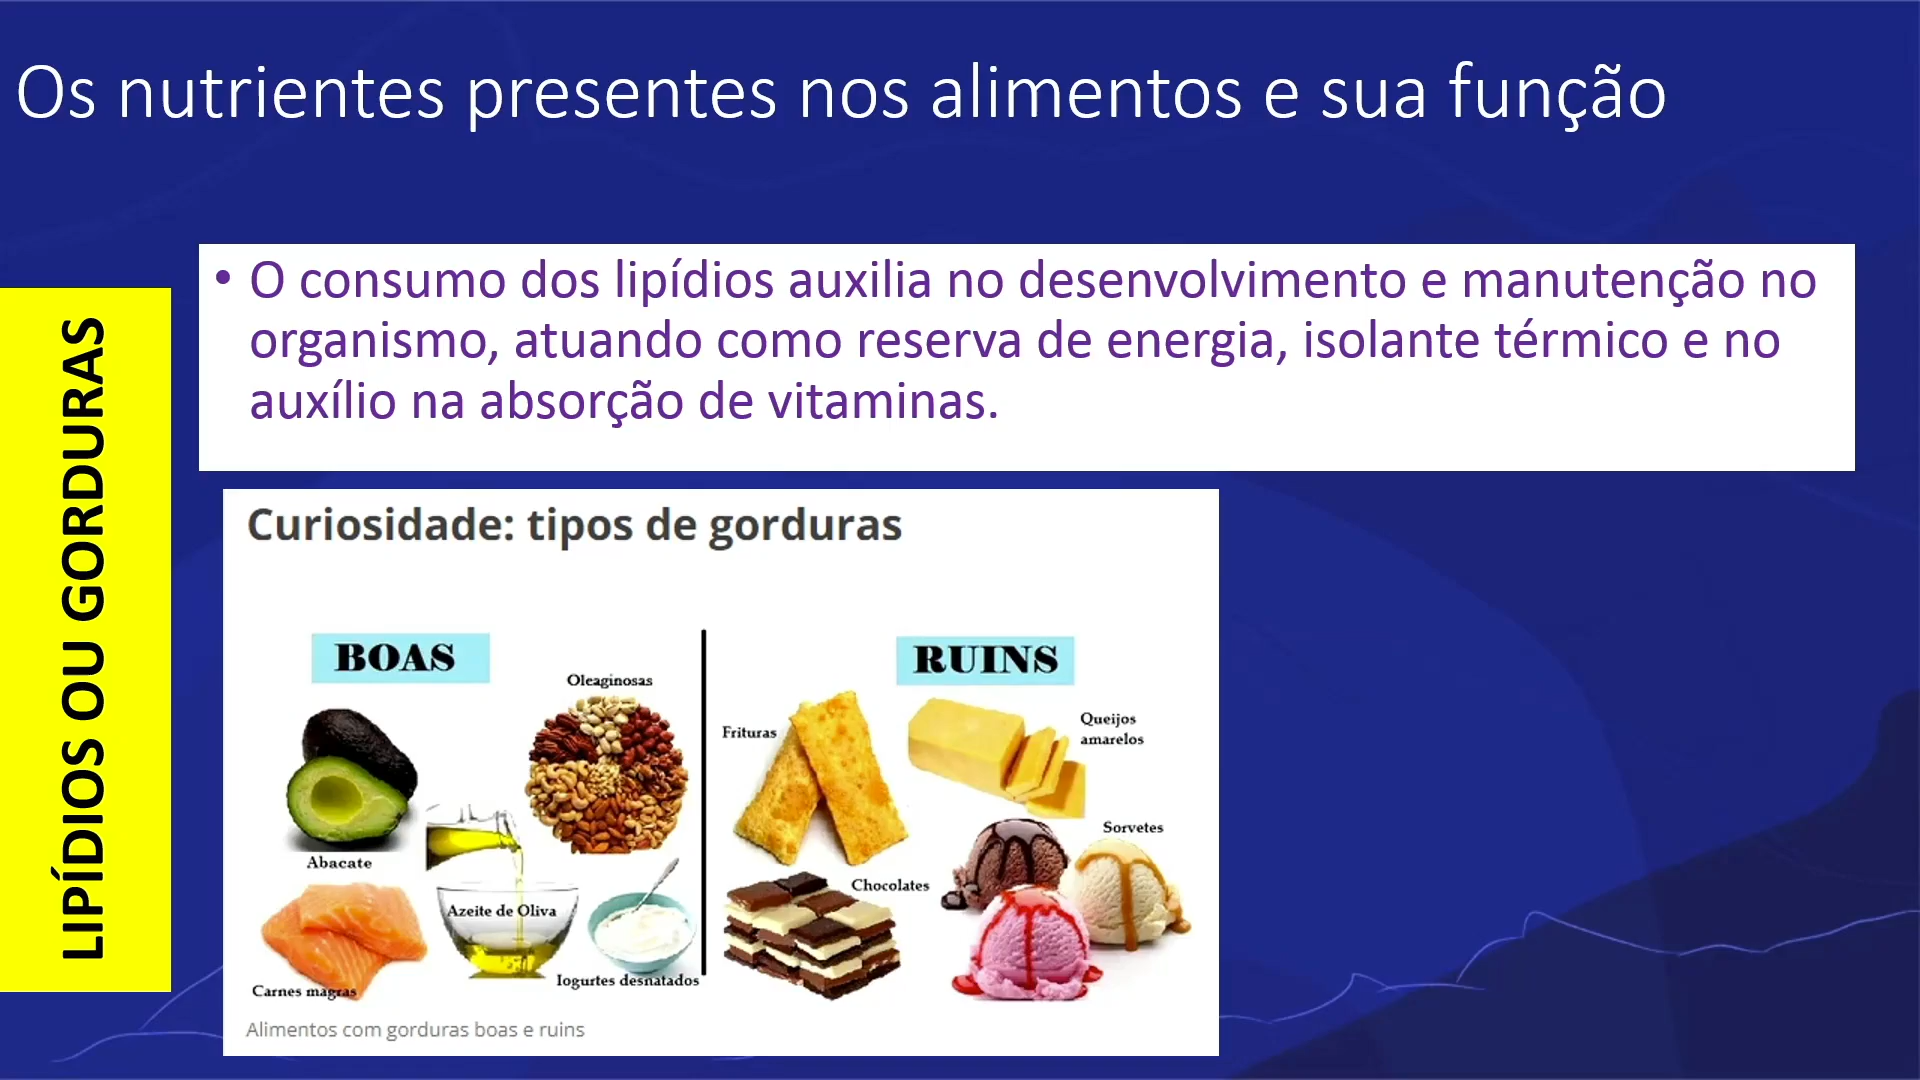 Os nutrientes presentes nos alimentos e sua função
LIPÍDIOS OU GORDURAS
• O consumo dos lipídios auxilia no desenvolvimento e manutenção no
organismo, atuando como reserva de energia, isolante térmico e no
auxílio na absorção de vitaminas.
Curiosidade: tipos de gorduras
BOAS
Oleaginosas
Abacate
Azeite de Oliva
Iogurtes desnatados
Carnes magras
RUINS
Frituras
Queijos
amarelos
Sorvetes
Chocolates
Alimentos com gorduras boas e ruins